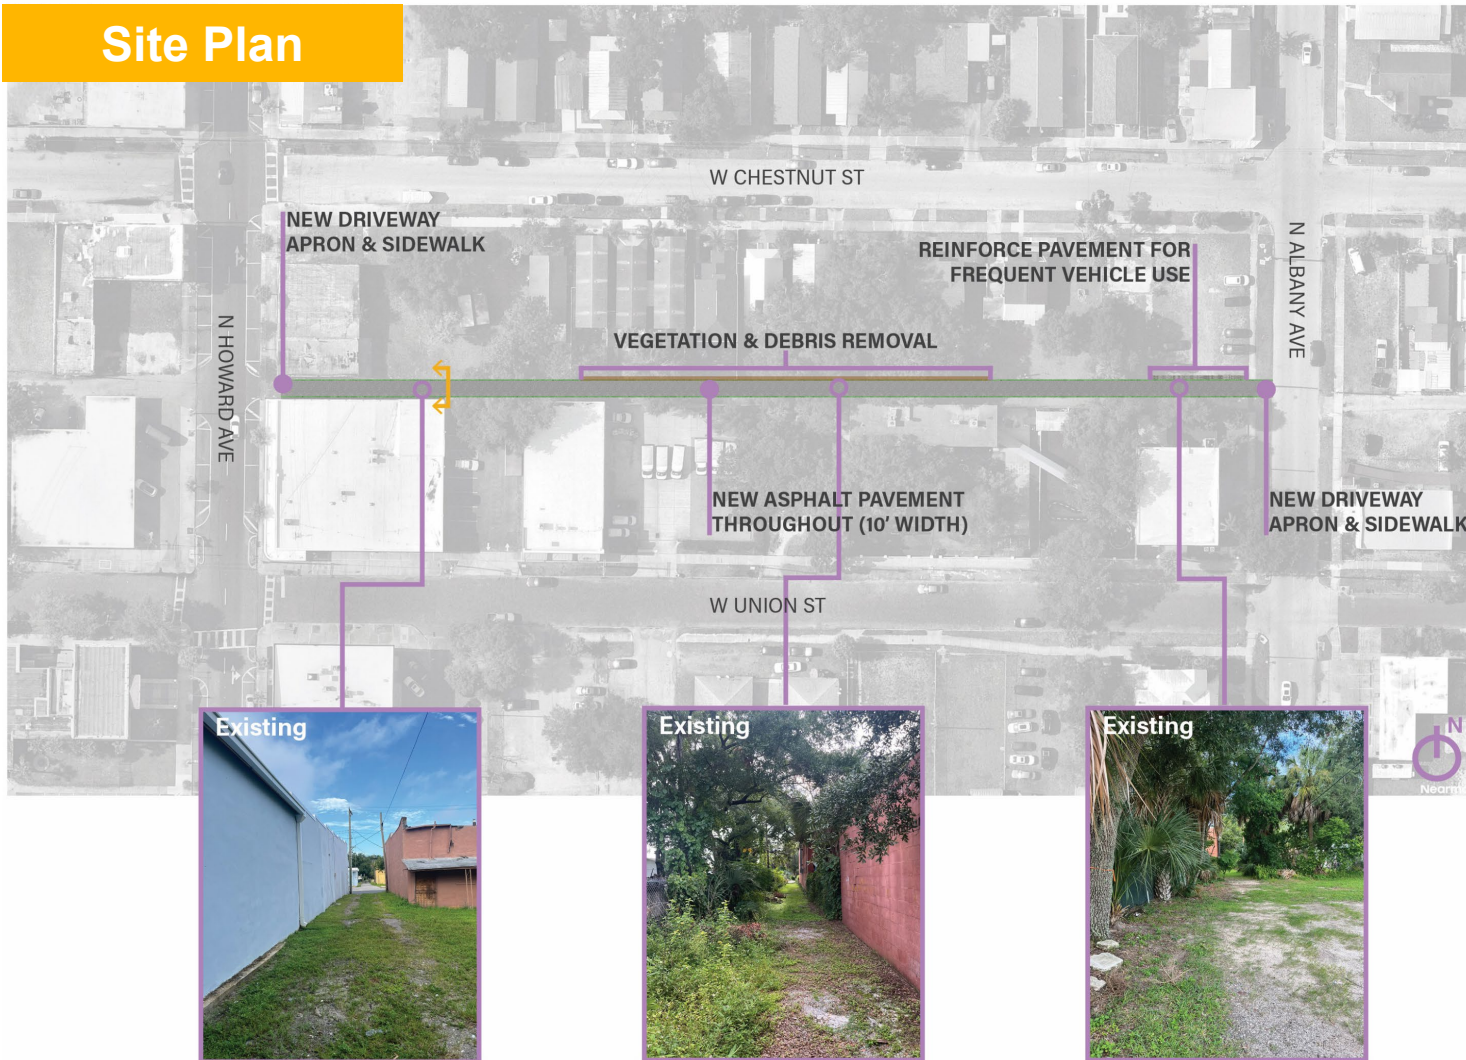 Site Plan
W CHESTNUT ST
NEW DRIVEWAY
APRON & SIDEWALK
REINFORCE PAVEMENT FOR
FREQUENT VEHICLE USE
N ALBANY AVE
N HOWARD AVE
VEGETATION & DEBRIS REMOVAL
NEW ASPHALT PAVEMENT
THROUGHOUT (10' WIDTH)
NEW DRIVEWAY
APRON & SIDEWALK
W UNION ST
Existing
Existing
Existing
N